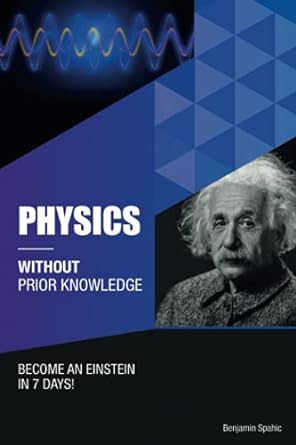 PHYSICS
WITHOUT
PRIOR KNOWLEDGE
BECOME AN EINSTEIN
IN 7 DAYS!
Benjamin Spahic